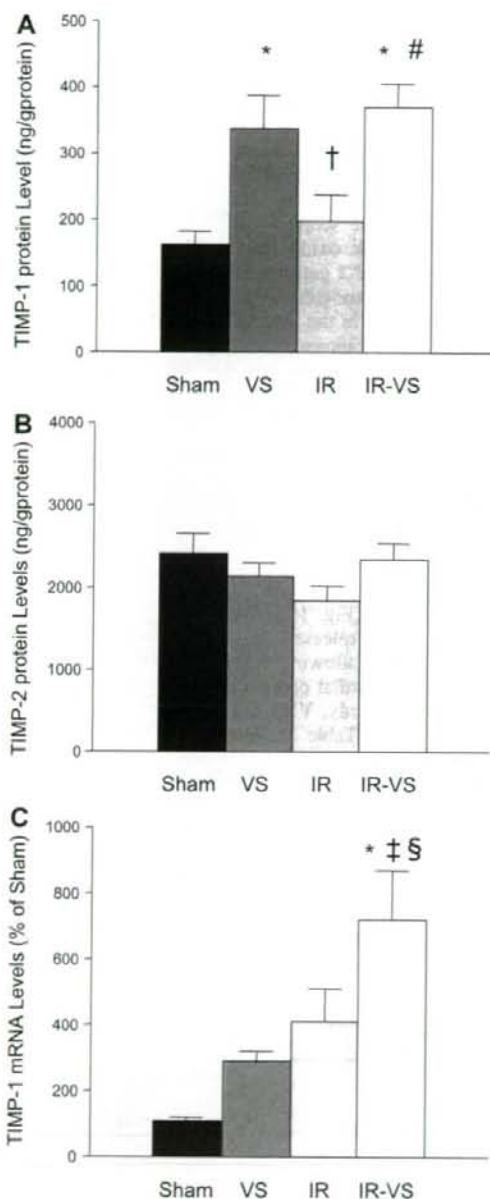 A
TIMP-1 protein Level (ng/gprotein)
500
400
300
200
100
0
* † * #
Sham VS IR IR-VS
B
TIMP-2 protein Levels (ng/gprotein)
4000
3000
2000
1000
0
Sham VS IR IR-VS
C
TIMP-1 mRNA Levels (% of Sham)
1000
800
600
400
200
0
* ‡ §
Sham VS IR IR-VS